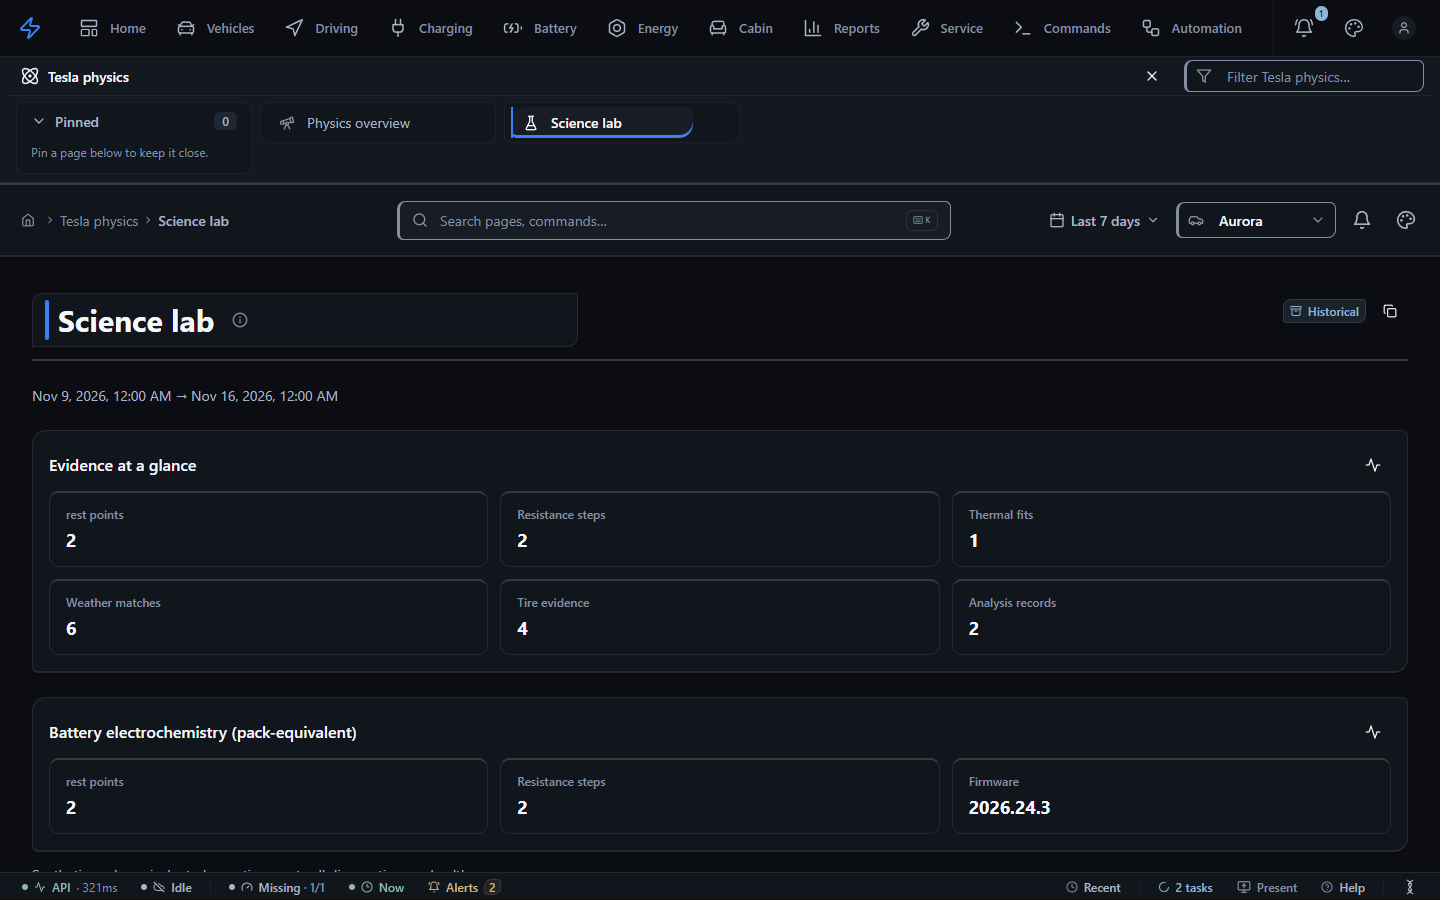 Home Vehicles Driving Charging Battery Energy Cabin Reports Service Commands Automation 1
Tesla physics Filter Tesla physics...
Pinned 0 Physics overview Science lab
Pin a page below to keep it close.
Tesla physics Science lab Search pages, commands... K Last 7 days Aurora
Science lab Historical
Nov 9, 2026, 12:00 AM → Nov 16, 2026, 12:00 AM
Evidence at a glance
rest points Resistance steps Thermal fits
2 2 1
Weather matches Tire evidence Analysis records
6 4 2
Battery electrochemistry (pack-equivalent)
rest points Resistance steps Firmware
2 2 2026.24.3
API · 321ms Idle Missing · 1/1 Now Alerts 2 Recent 2 tasks Present Help